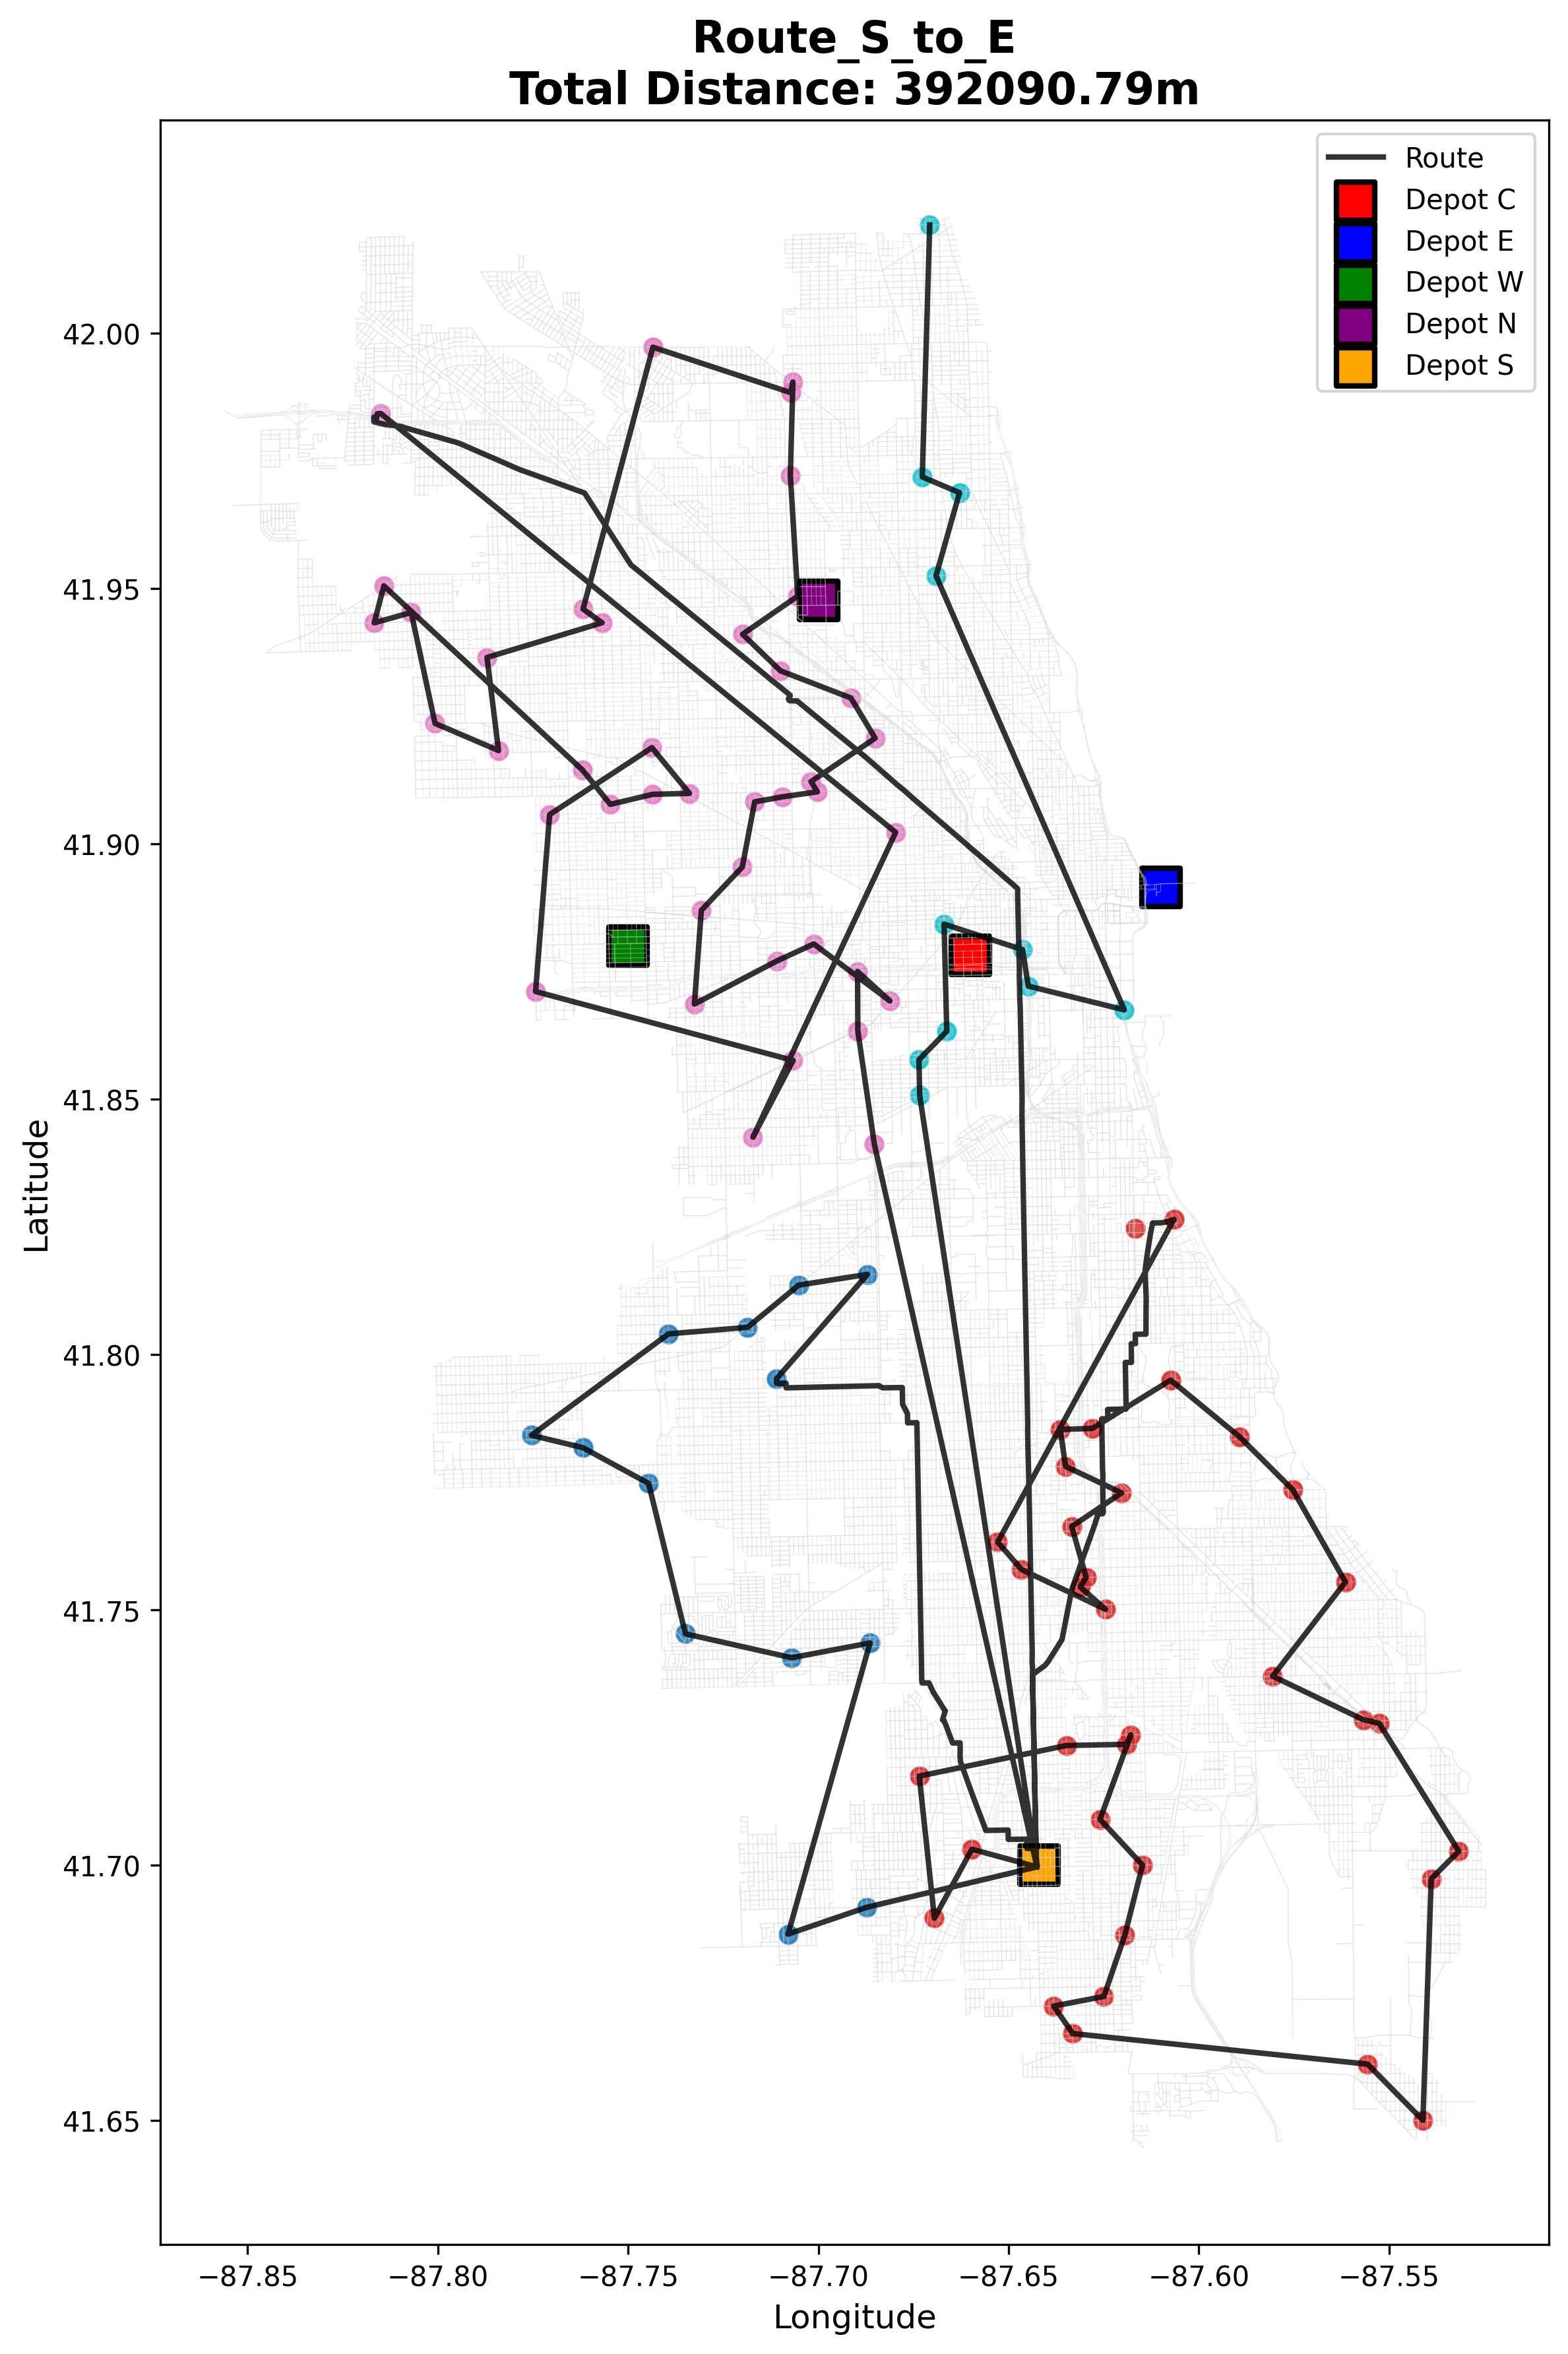 Route_S_to_E
Total Distance: 392090.79m
Route
Depot C
Depot E
Depot W
Depot N
Depot S
42.00
41.95
41.90
41.85
41.80
41.75
41.70
41.65
Latitude
−87.85 −87.80 −87.75 −87.70 −87.65 −87.60 −87.55
Longitude